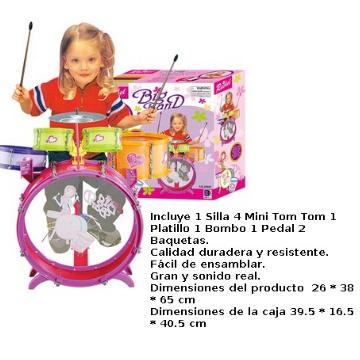 Big
Band
Incluye 1 Silla 4 Mini Tom Tom 1
Platillo 1 Bombo 1 Pedal 2
Baquetas.
Calidad duradera y resistente.
Fácil de ensamblar.
Gran y sonido real.
Dimensiones del producto  26 * 38
* 65 cm
Dimensiones de la caja 39.5 * 16.5
* 40.5 cm